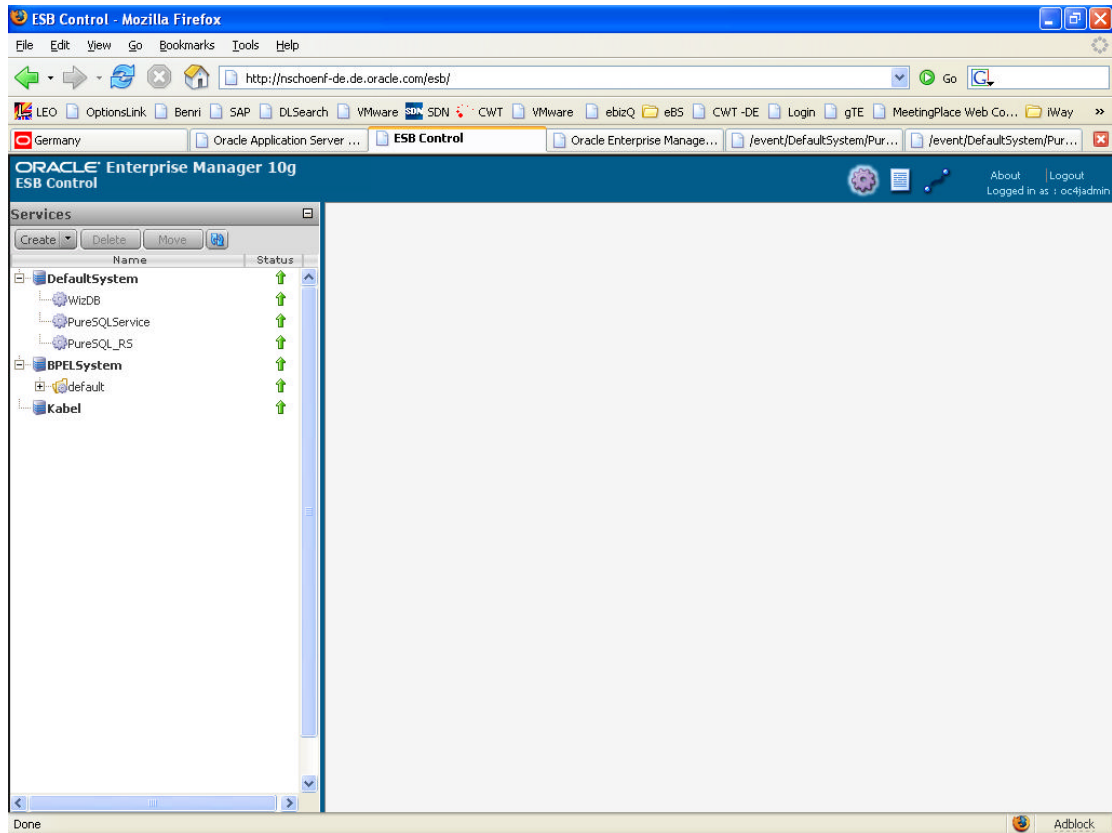 ESB Control - Mozilla Firefox
File Edit View Go Bookmarks Tools Help
http://nschoenf-de.de.oracle.com/esb/ Go G
LEO OptionsLink Benri SAP DLSearch VMware SDN SDN CWT VMware ebizQ eBS CWT-DE Login gTE MeetingPlace Web Co... iWay »
Germany Oracle Application Server ... ESB Control Oracle Enterprise Manage... /event/DefaultSystem/Pur... /event/DefaultSystem/Pur...
ORACLE Enterprise Manager 10g
ESB Control
About | Logout
Logged in as : oc4jadmin
Services
Create Delete Move
Name Status
DefaultSystem
WizDB
PureSQLService
PureSQL_RS
BPELSystem
default
Kabel
Done Adblock